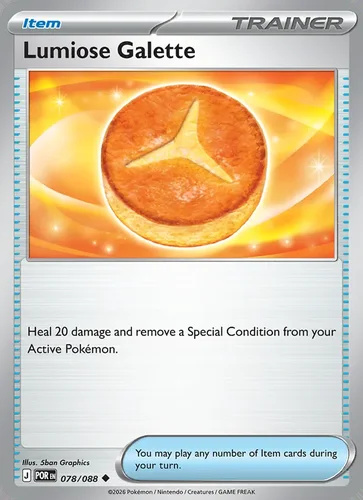 Item
TRAINER
Lumiose Galette
Heal 20 damage and remove a Special Condition from your
Active Pokémon.
Illus. 5ban Graphics
J POR EN 078/088 ◆
You may play any number of Item cards during
your turn.
©2026 Pokémon / Nintendo / Creatures / GAME FREAK